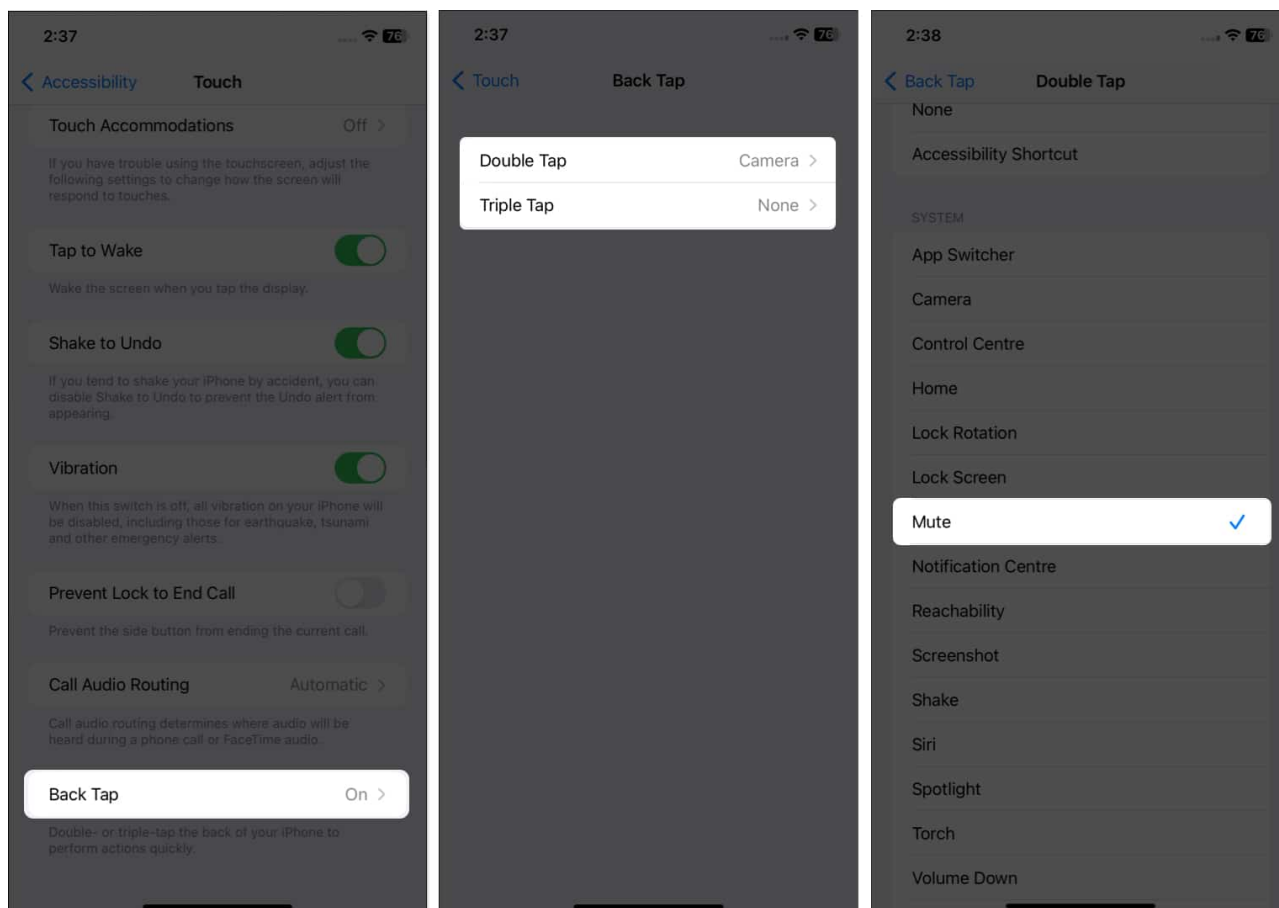 2:37
76
Accessibility
Touch
Touch Accommodations
Off
If you have trouble using the touchscreen, adjust the
following settings to change how the screen will
respond to touches.
Tap to Wake
Wake the screen when you tap the display.
Shake to Undo
If you tend to shake your iPhone by accident, you can
disable Shake to Undo to prevent the Undo alert from
appearing.
Vibration
When this switch is off, all vibration on your iPhone will
be disabled, including those for earthquake, tsunami
and other emergency alerts.
Prevent Lock to End Call
Prevent the side button from ending the current call.
Call Audio Routing
Automatic
Call audio routing determines where audio will be
heard during a phone call or FaceTime audio.
Back Tap
On
Double- or triple-tap the back of your iPhone to
perform actions quickly.
2:37
76
Touch
Back Tap
Double Tap
Camera
Triple Tap
None
2:38
76
Back Tap
Double Tap
None
Accessibility Shortcut
SYSTEM
App Switcher
Camera
Control Centre
Home
Lock Rotation
Lock Screen
Mute
Notification Centre
Reachability
Screenshot
Shake
Siri
Spotlight
Torch
Volume Down